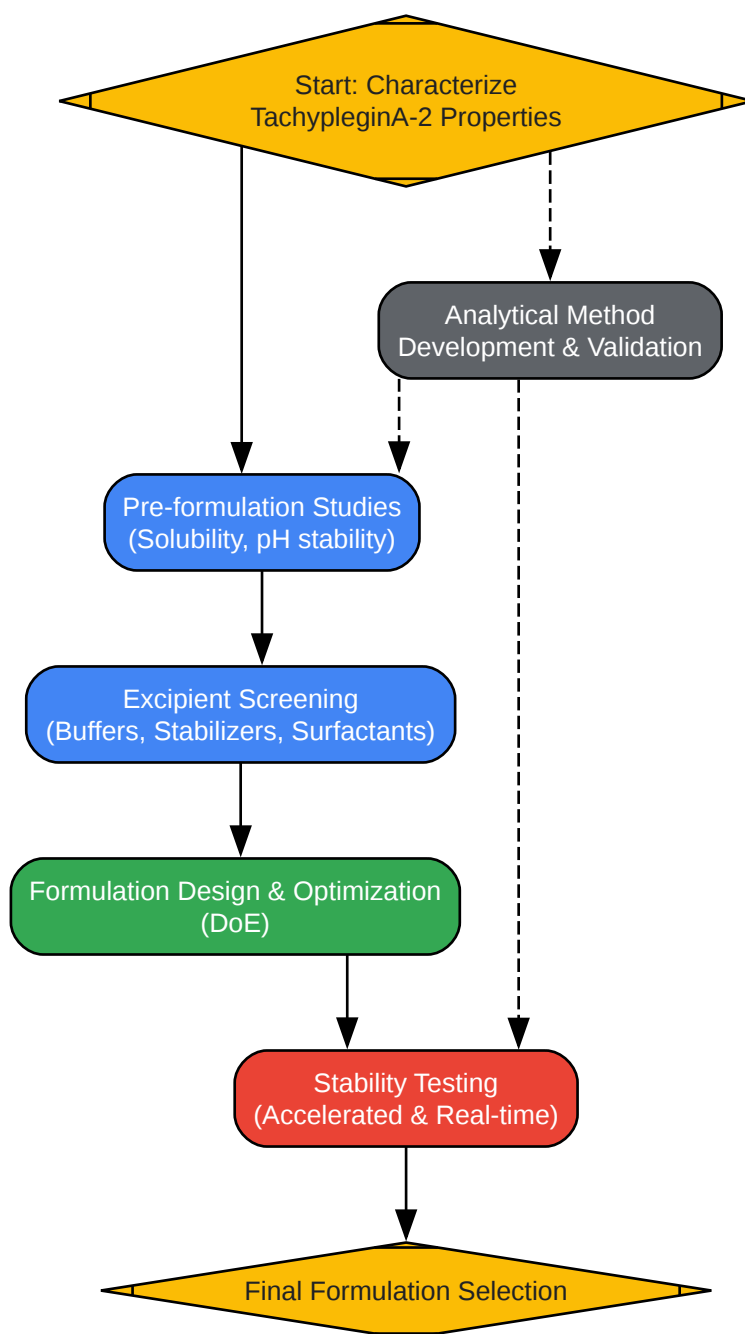 Start: Characterize
TachypleginA-2 Properties
Analytical Method
Development & Validation
Pre-formulation Studies
(Solubility, pH stability)
Excipient Screening
(Buffers, Stabilizers, Surfactants)
Formulation Design & Optimization
(DoE)
Stability Testing
(Accelerated & Real-time)
Final Formulation Selection